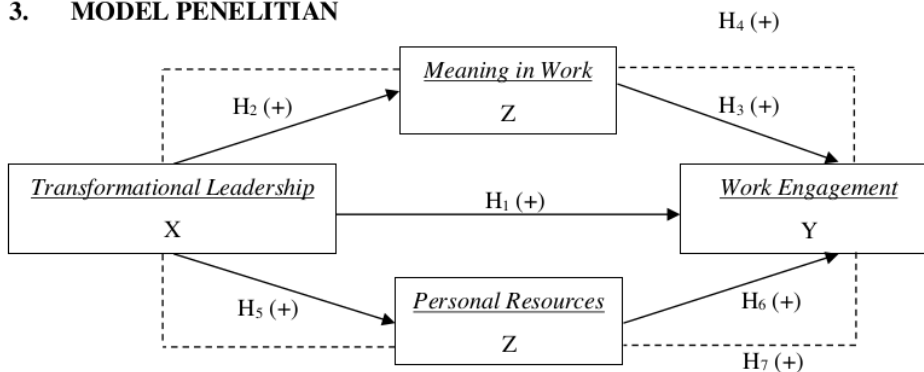 3. MODEL PENELITIAN
H₄ (+)
Meaning in Work
Z
H₂ (+)
H₃ (+)
Transformational Leadership
X
H₁ (+)
Work Engagement
Y
H₅ (+)
Personal Resources
Z
H₆ (+)
H₇ (+)